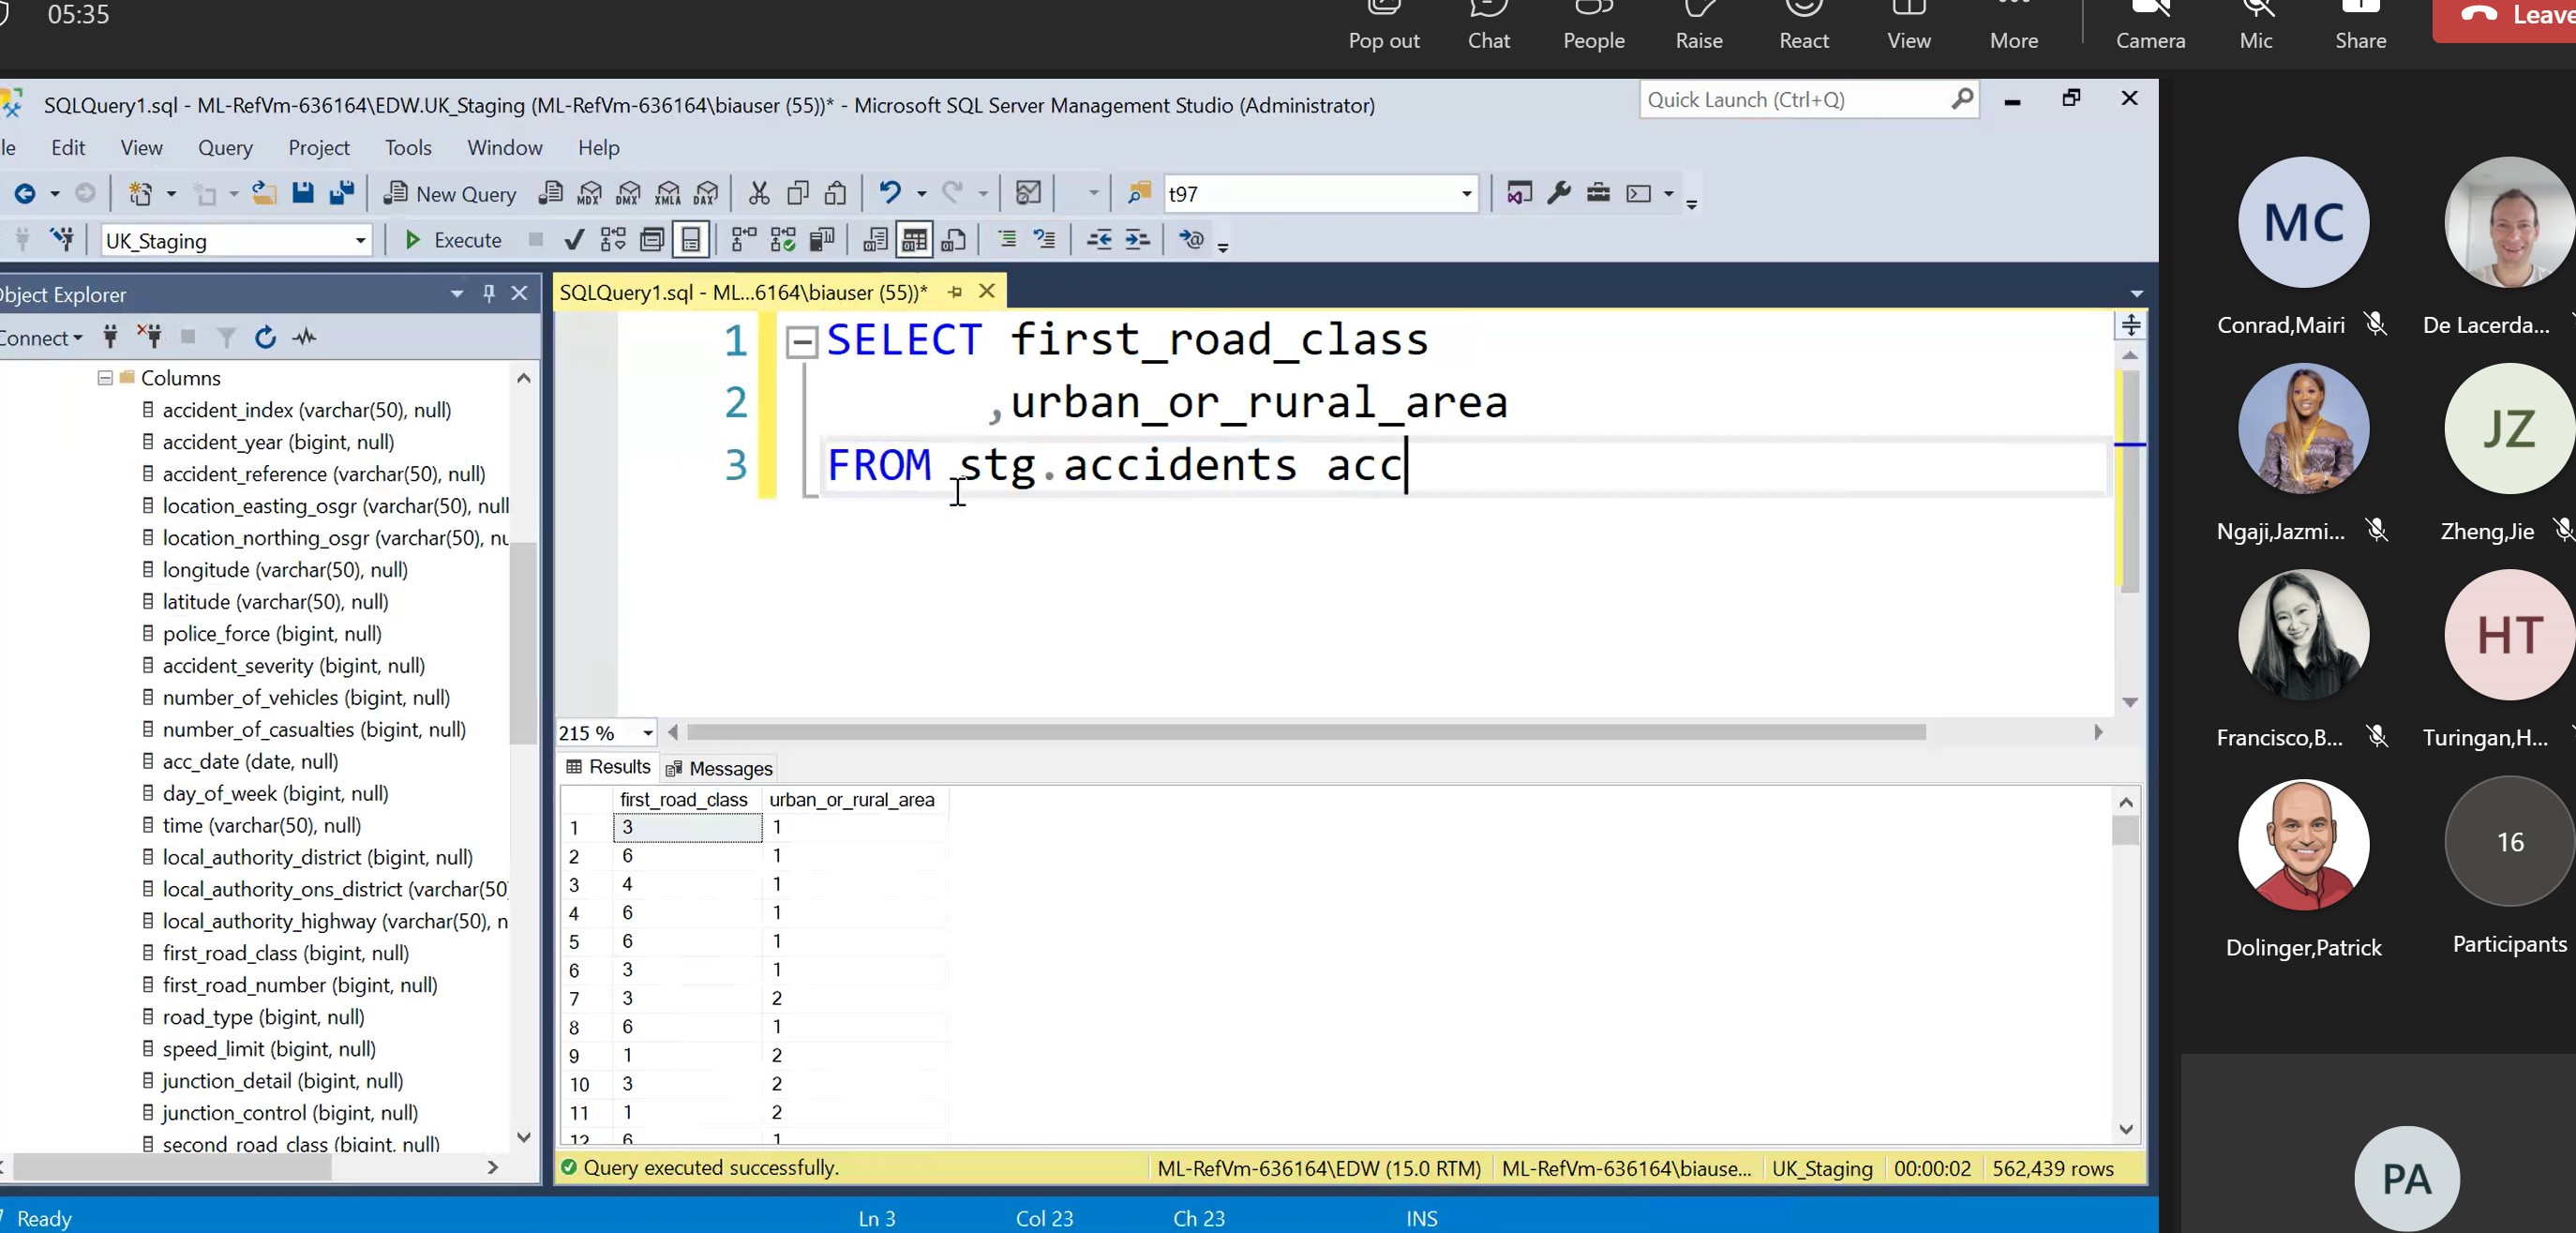 05:35
Pop out
Chat
People
Raise
React
View
More
Camera
Mic
Share
Leave
SQLQuery1.sql - ML-RefVm-636164\EDW.UK_Staging (ML-RefVm-636164\biauser (55))* - Microsoft SQL Server Management Studio (Administrator)
Quick Launch (Ctrl+Q)
le Edit View Query Project Tools Window Help
New Query
MDX DMX XMLA DAX
t97
UK_Staging
Execute
bject Explorer
SQLQuery1.sql - ML...6164\biauser (55))*
onnect
Columns
accident_index (varchar(50), null)
accident_year (bigint, null)
accident_reference (varchar(50), null)
location_easting_osgr (varchar(50), null
location_northing_osgr (varchar(50), nu
longitude (varchar(50), null)
latitude (varchar(50), null)
police_force (bigint, null)
accident_severity (bigint, null)
number_of_vehicles (bigint, null)
number_of_casualties (bigint, null)
acc_date (date, null)
day_of_week (bigint, null)
time (varchar(50), null)
local_authority_district (bigint, null)
local_authority_ons_district (varchar(50)
local_authority_highway (varchar(50), n
first_road_class (bigint, null)
first_road_number (bigint, null)
road_type (bigint, null)
speed_limit (bigint, null)
junction_detail (bigint, null)
junction_control (bigint, null)
second_road_class (bigint, null)
1 SELECT first_road_class
2 ,urban_or_rural_area
3 FROM stg.accidents acc
215 %
Results Messages
first_road_class urban_or_rural_area
1 3 1
2 6 1
3 4 1
4 6 1
5 6 1
6 3 1
7 3 2
8 6 1
9 1 2
10 3 2
11 1 2
12 6 1
Query executed successfully. ML-RefVm-636164\EDW (15.0 RTM) ML-RefVm-636164\biause... UK_Staging 00:00:02 562,439 rows
Ready Ln 3 Col 23 Ch 23 INS
MC
Conrad,Mairi De Lacerda...
JZ
Ngaji,Jazmi... Zheng,Jie
HT
Francisco,B... Turingan,H...
16
Dolinger,Patrick Participants
PA